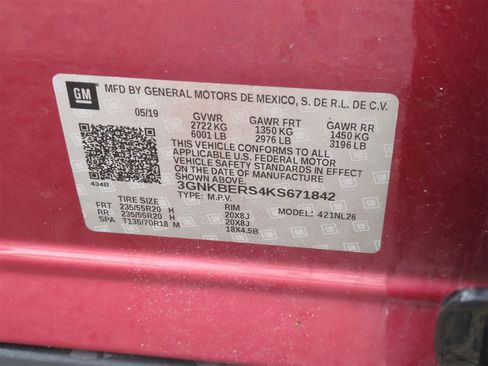 GM
MFD BY GENERAL MOTORS DE MEXICO, S. DE R.L. DE C.V.
05/19 GVWR GAWR FRT GAWR RR
2722 KG 1350 KG 1450 KG
6001 LB 2976 LB 3196 LB
THIS VEHICLE CONFORMS TO ALL
APPLICABLE U.S. FEDERAL MOTOR
VEHICLE SAFETY STANDARDS IN EFFECT
ON THE DATE OF MANUFACTURE
SHOWN ABOVE.
434B 3GNKBERS4KS671842
TYPE: M.P.V. MODEL: 421NL26
TIRE SIZE RIM
FRT 235/55R20 H 20X8J
RR 235/55R20 H 20X8J
SPA T135/70R18 M 18X4.5B